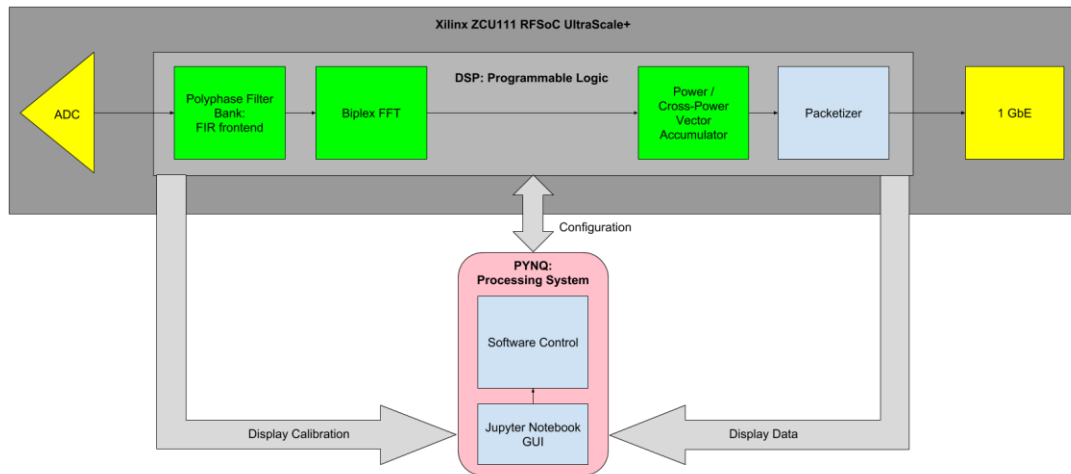 Xilinx ZCU111 RFSoC UltraScale+
DSP: Programmable Logic
ADC
Polyphase Filter
Bank:
FIR frontend
Biplex FFT
Power /
Cross-Power
Vector
Accumulator
Packetizer
1 GbE
Configuration
PYNQ:
Processing System
Software Control
Jupyter Notebook
GUI
Display Calibration
Display Data